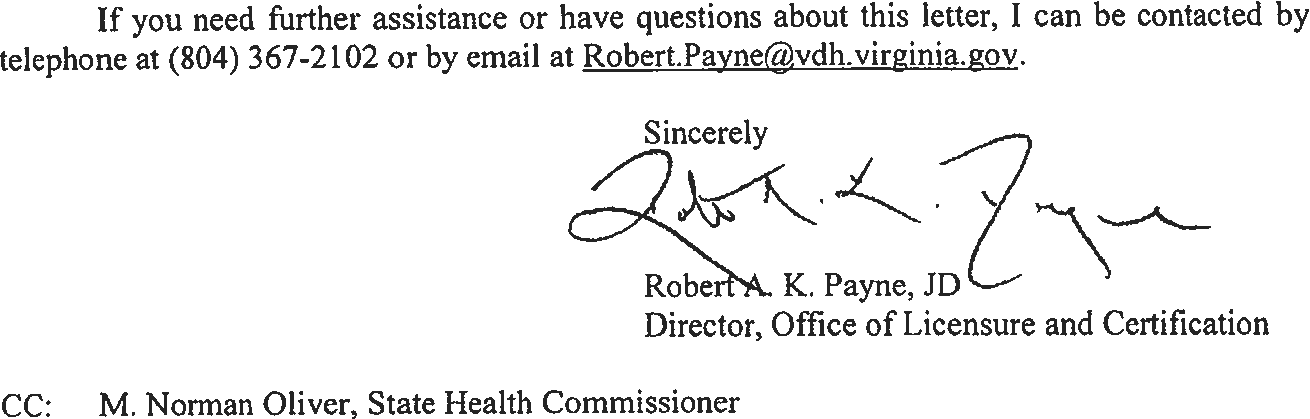 If you need further assistance or have questions about this letter, I can be contacted by
telephone at (804) 367-2102 or by email at Robert.Payne@vdh.virginia.gov.
Sincerely
Robert A. K. Payne
Robert A. K. Payne, JD
Director, Office of Licensure and Certification
CC: M. Norman Oliver, State Health Commissioner